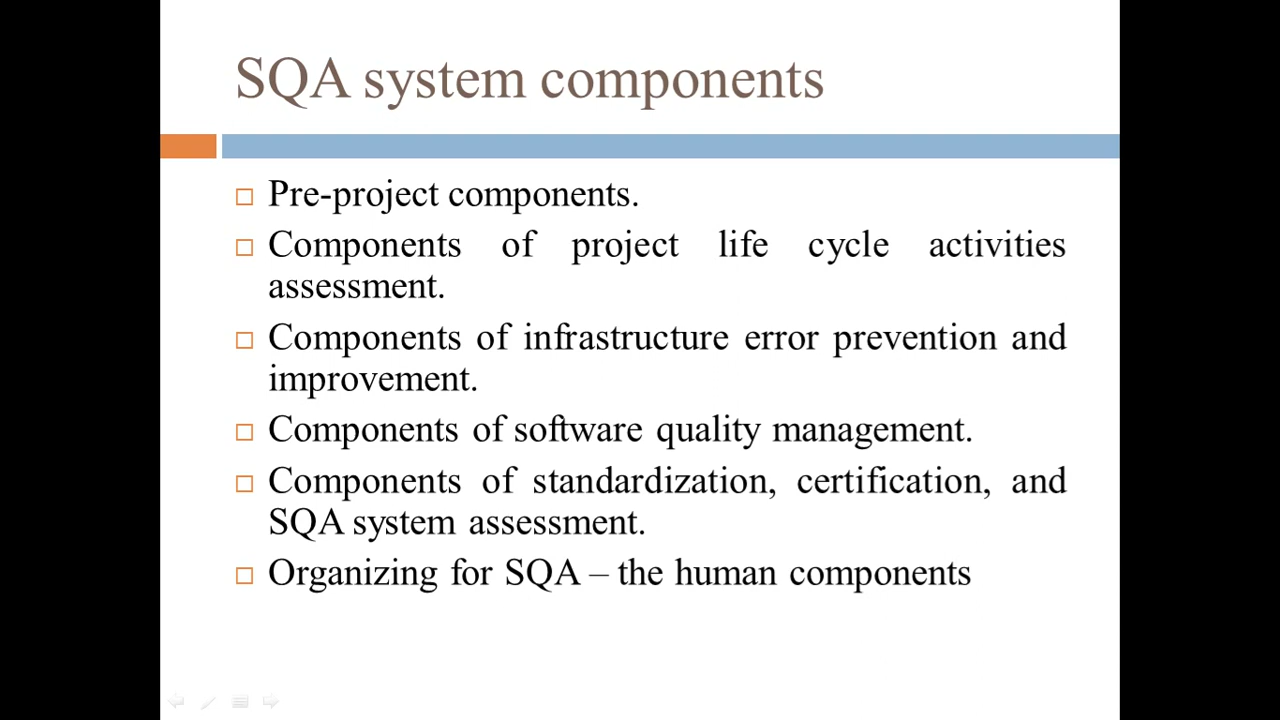 SQA system components
Pre-project components.
Components of project life cycle activities
assessment.
Components of infrastructure error prevention and
improvement.
Components of software quality management.
Components of standardization, certification, and
SQA system assessment.
Organizing for SQA – the human components